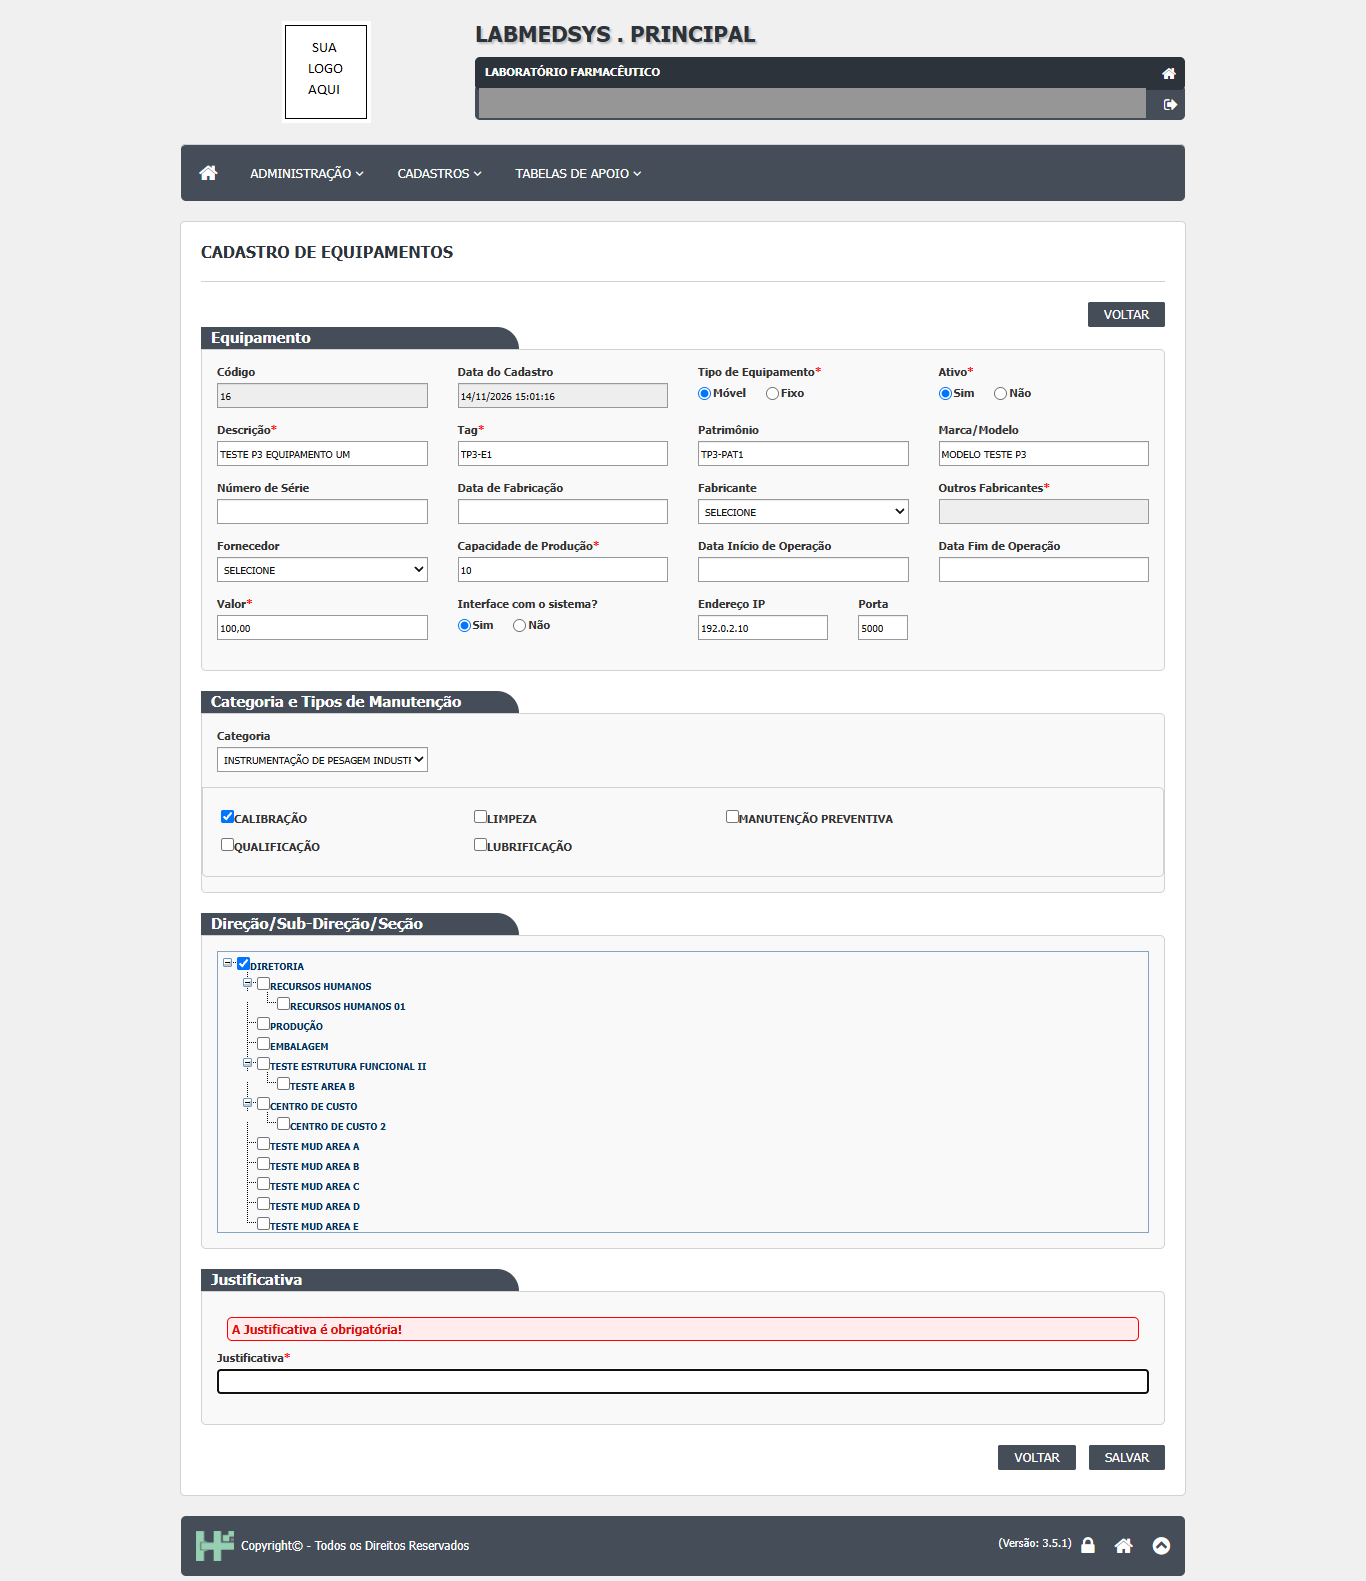 SUA
LOGO
AQUI
LABMEDSYS . PRINCIPAL
LABORATÓRIO FARMACÊUTICO
ADMINISTRAÇÃO CADASTROS TABELAS DE APOIO
CADASTRO DE EQUIPAMENTOS
VOLTAR
Equipamento
Código Data do Cadastro Tipo de Equipamento* Ativo*
16 14/11/2026 15:01:16 Móvel Fixo Sim Não
Descrição* Tag* Patrimônio Marca/Modelo
TESTE P3 EQUIPAMENTO UM TP3-E1 TP3-PAT1 MODELO TESTE P3
Número de Série Data de Fabricação Fabricante Outros Fabricantes*
SELECIONE
Fornecedor Capacidade de Produção* Data Início de Operação Data Fim de Operação
SELECIONE 10
Valor* Interface com o sistema? Endereço IP Porta
100,00 Sim Não 192.0.2.10 5000
Categoria e Tipos de Manutenção
Categoria
INSTRUMENTAÇÃO DE PESAGEM INDUSTR
CALIBRAÇÃO LIMPEZA MANUTENÇÃO PREVENTIVA
QUALIFICAÇÃO LUBRIFICAÇÃO
Direção/Sub-Direção/Seção
DIRETORIA
RECURSOS HUMANOS
RECURSOS HUMANOS 01
PRODUÇÃO
EMBALAGEM
TESTE ESTRUTURA FUNCIONAL II
TESTE AREA B
CENTRO DE CUSTO
CENTRO DE CUSTO 2
TESTE MUD AREA A
TESTE MUD AREA B
TESTE MUD AREA C
TESTE MUD AREA D
TESTE MUD AREA E
Justificativa
A Justificativa é obrigatória!
Justificativa*
VOLTAR SALVAR
Copyright© - Todos os Direitos Reservados (Versão: 3.5.1)